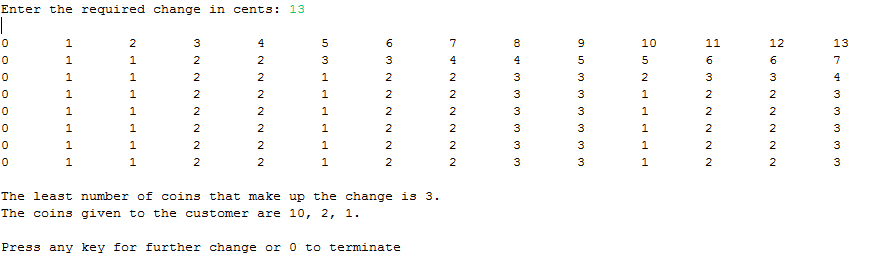 Enter the required change in cents: 13
0 1 2 3 4 5 6 7 8 9 10 11 12 13
0 1 1 2 2 3 3 4 4 5 5 6 6 7
0 1 1 2 2 1 2 2 3 3 2 3 3 4
0 1 1 2 2 1 2 2 3 3 1 2 2 3
0 1 1 2 2 1 2 2 3 3 1 2 2 3
0 1 1 2 2 1 2 2 3 3 1 2 2 3
0 1 1 2 2 1 2 2 3 3 1 2 2 3
0 1 1 2 2 1 2 2 3 3 1 2 2 3
The least number of coins that make up the change is 3.
The coins given to the customer are 10, 2, 1.
Press any key for further change or 0 to terminate